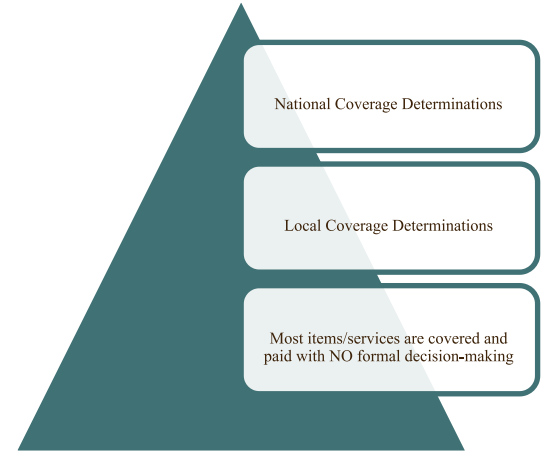 National Coverage Determinations
Local Coverage Determinations
Most items/services are covered and
paid with NO formal decision-making